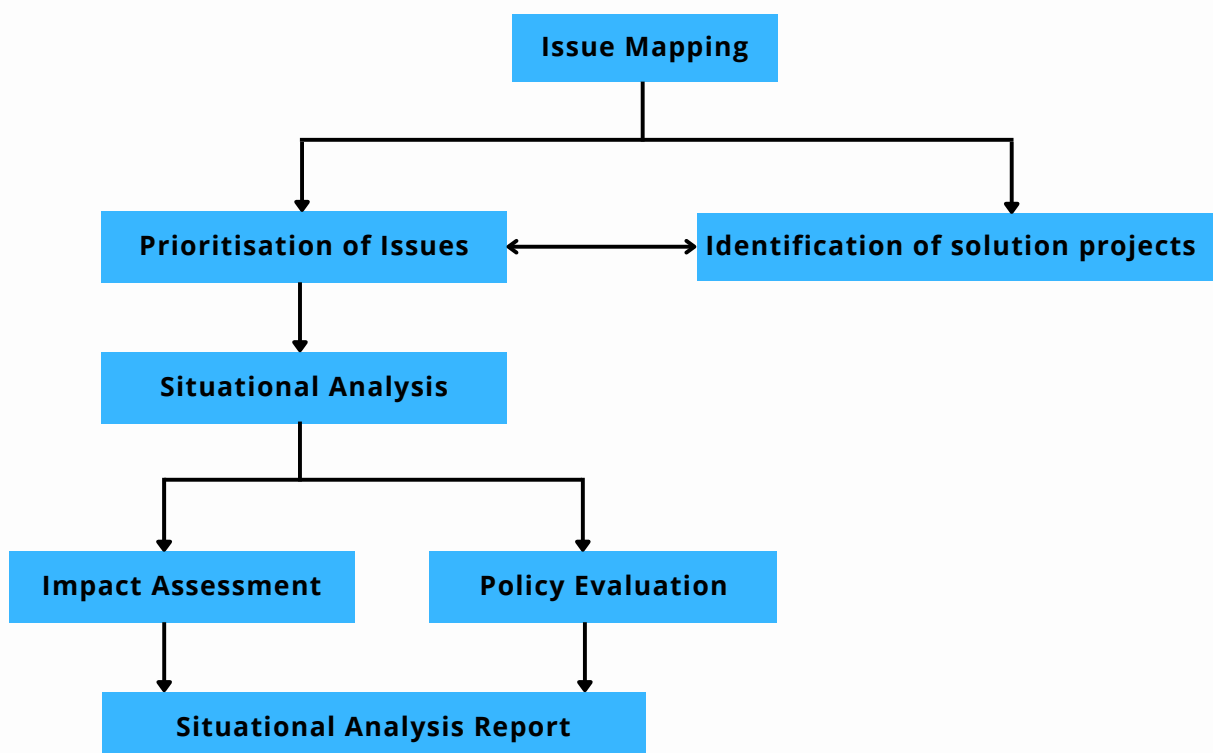 Issue Mapping
Prioritisation of Issues
Identification of solution projects
Situational Analysis
Impact Assessment
Policy Evaluation
Situational Analysis Report